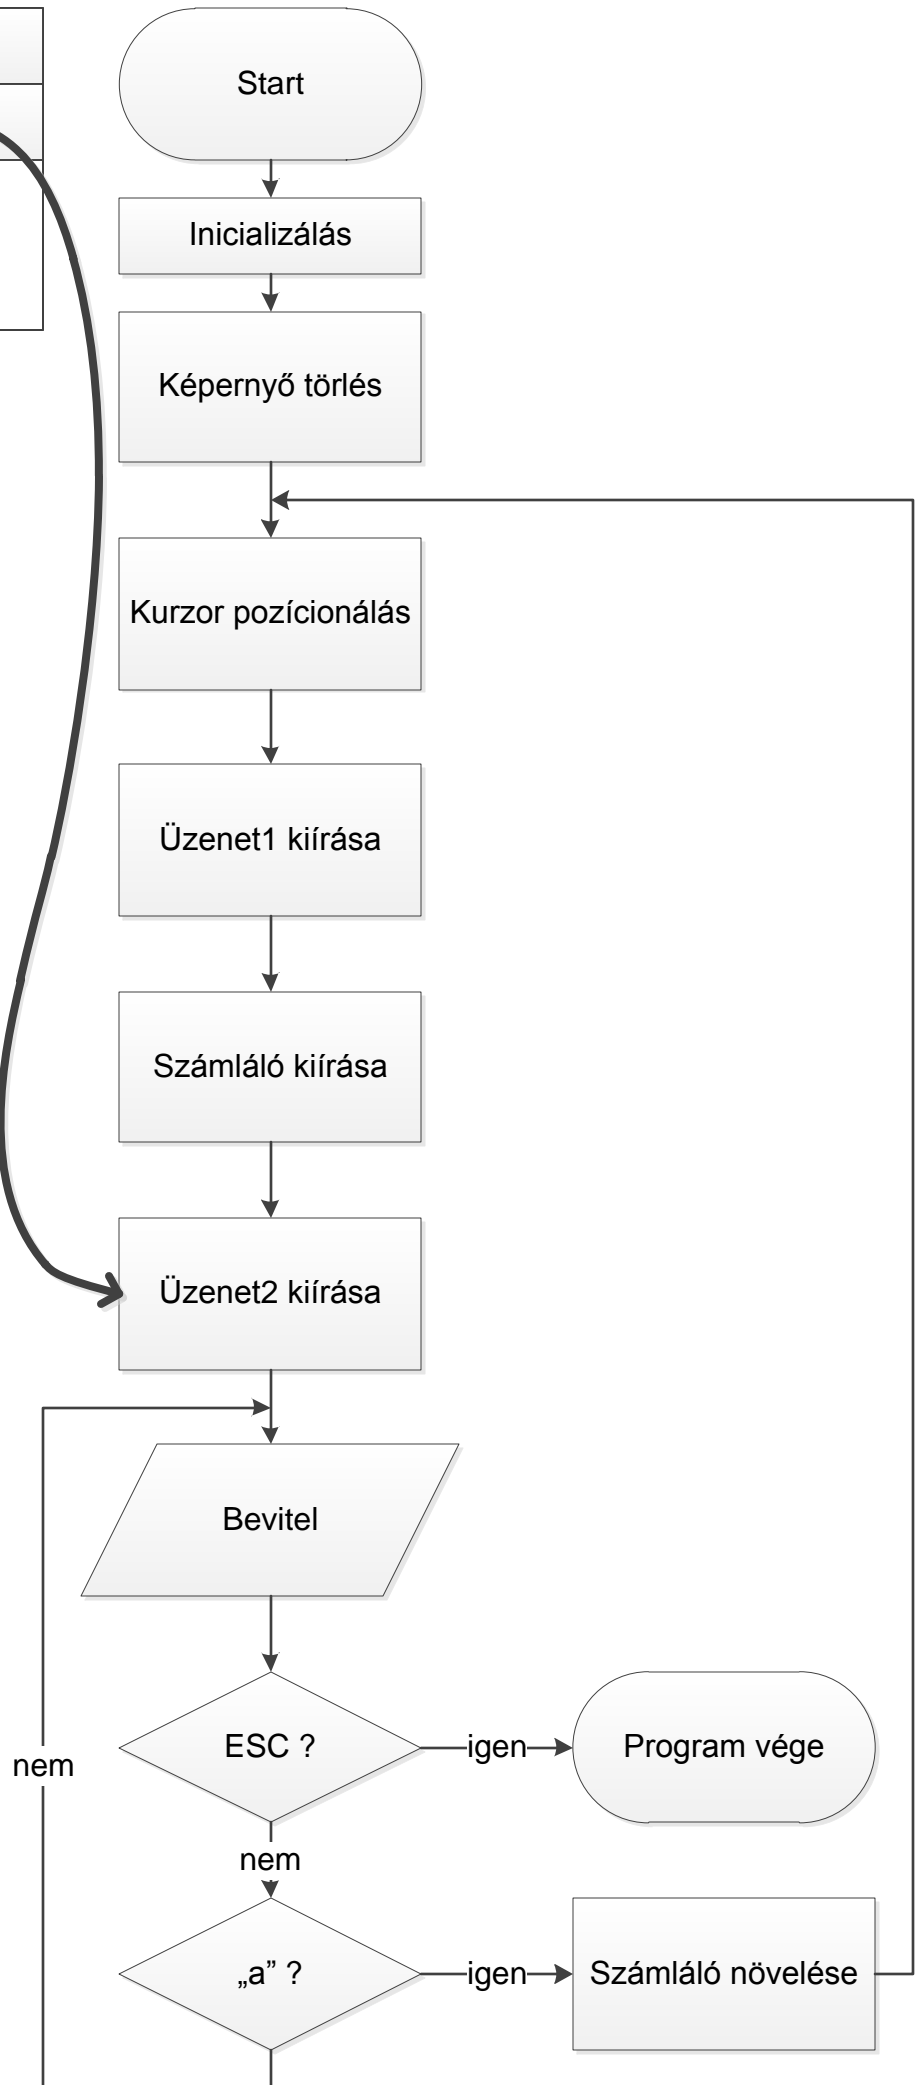 Start
Inicializálás
Képernyő törlés
Kurzor pozícionálás
Üzenet1 kiírása
Számláló kiírása
Üzenet2 kiírása
Bevitel
ESC ?
igen
Program vége
nem
nem
„a” ?
igen
Számláló növelése